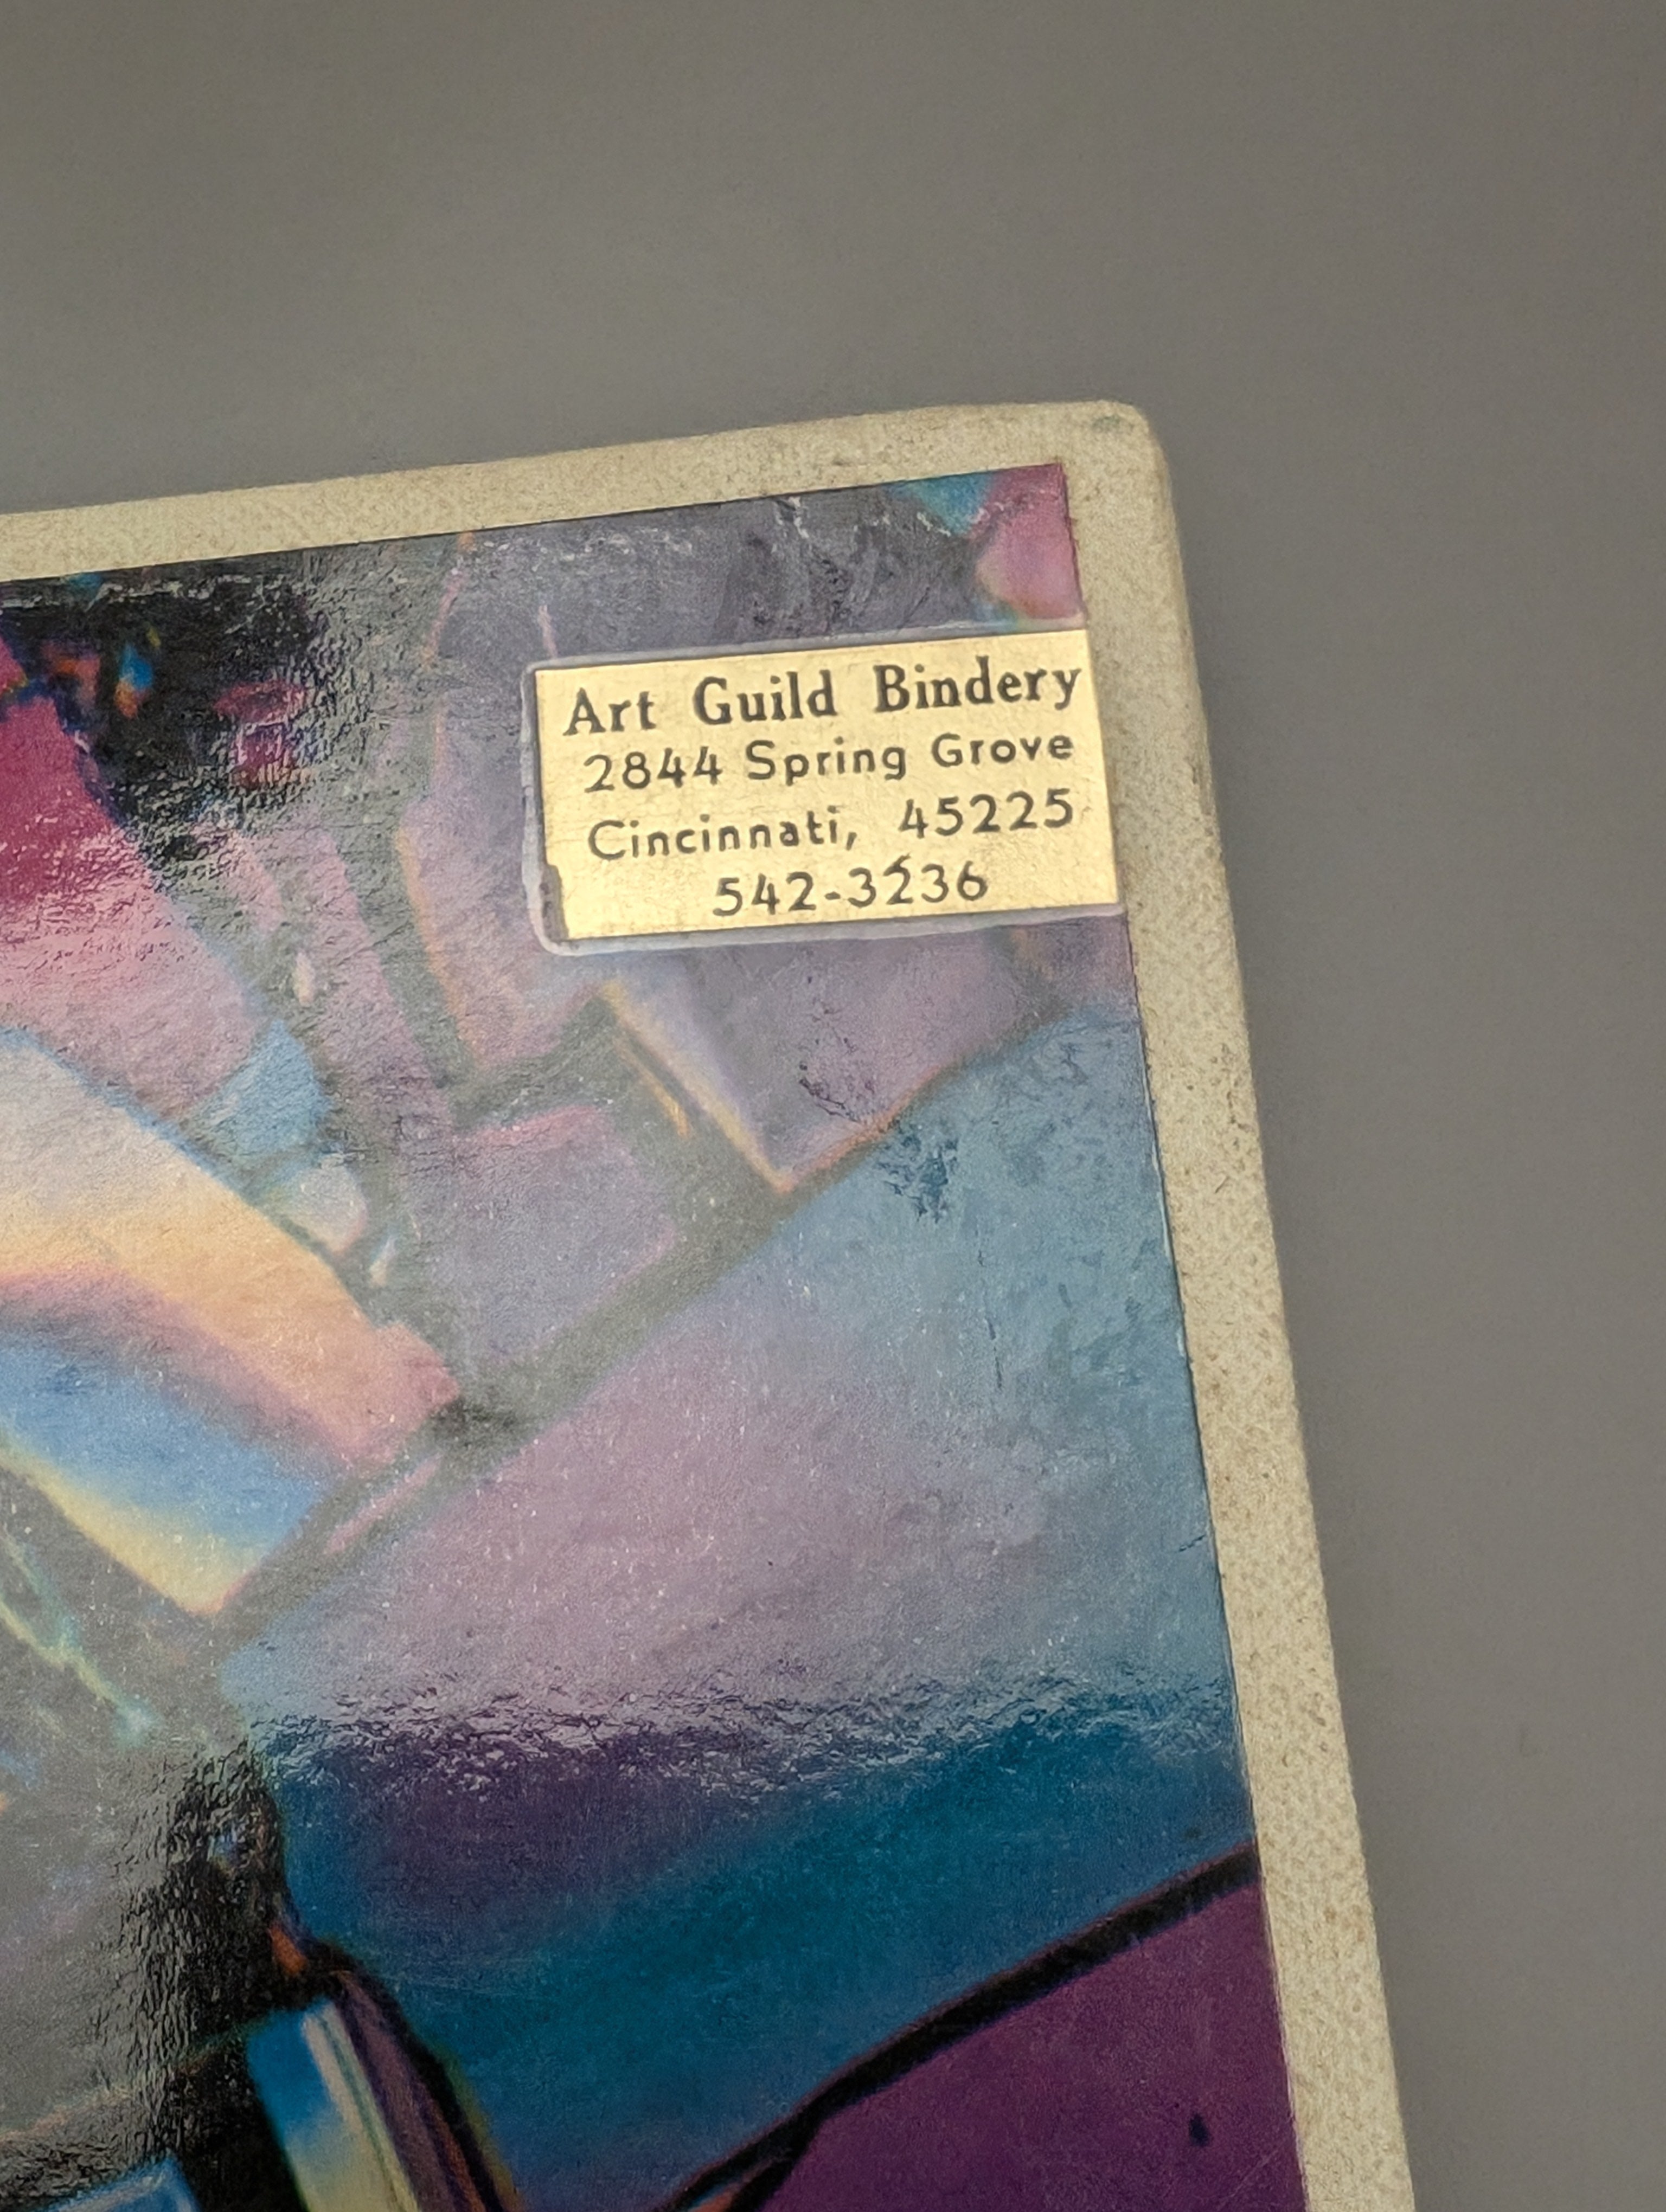 Art Guild Bindery
2844 Spring Grove
Cincinnati, 45225
542-3236